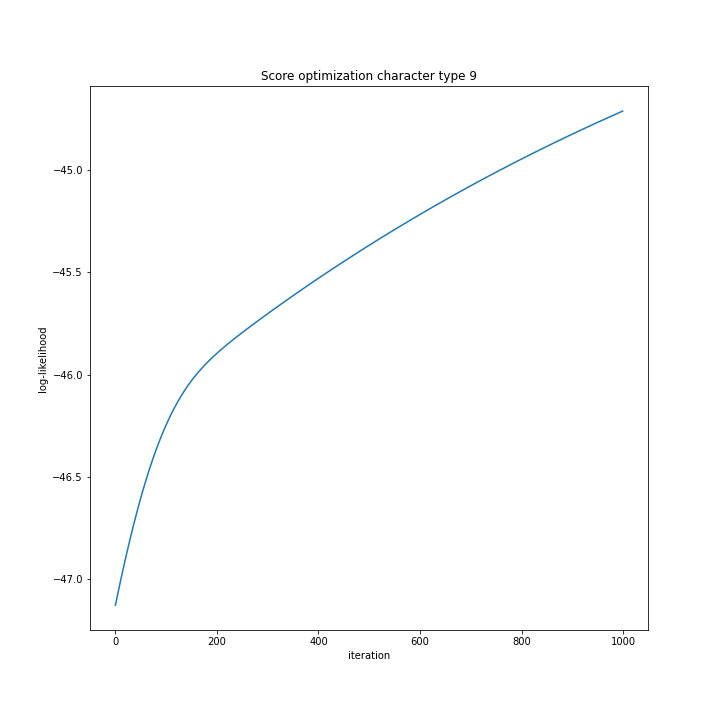 Score optimization character type 9
log-likelihood
−45.0
−45.5
−46.0
−46.5
−47.0
0 200 400 600 800 1000
iteration